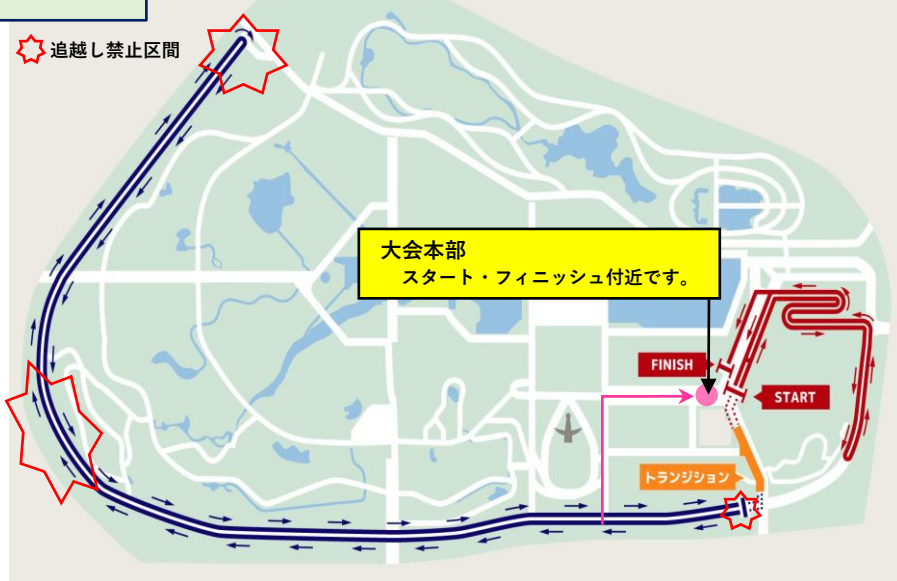 追越し禁止区間
大会本部
スタート・フィニッシュ付近です。
FINISH
START
トランジション